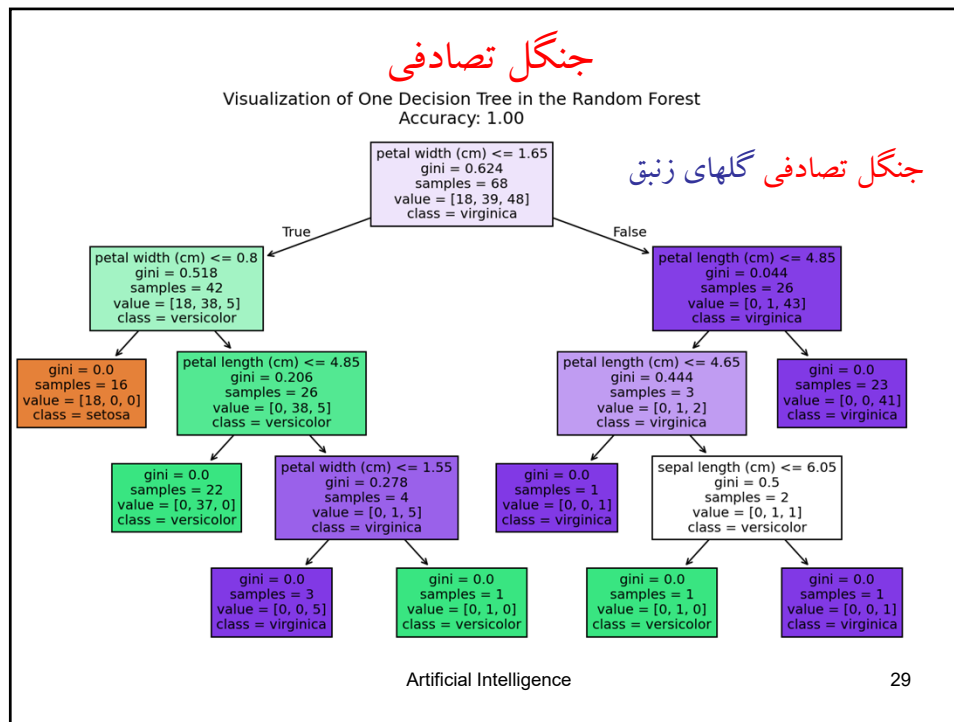 جنگل تصادفی
Visualization of One Decision Tree in the Random Forest
Accuracy: 1.00
جنگل تصادفی گلهای زنبق
petal width (cm) <= 1.65
gini = 0.624
samples = 68
value = [18, 39, 48]
class = virginica
True
False
petal width (cm) <= 0.8
gini = 0.518
samples = 42
value = [18, 38, 5]
class = versicolor
petal length (cm) <= 4.85
gini = 0.044
samples = 26
value = [0, 1, 43]
class = virginica
gini = 0.0
samples = 16
value = [18, 0, 0]
class = setosa
petal length (cm) <= 4.85
gini = 0.206
samples = 26
value = [0, 38, 5]
class = versicolor
petal length (cm) <= 4.65
gini = 0.444
samples = 3
value = [0, 1, 2]
class = virginica
gini = 0.0
samples = 23
value = [0, 0, 41]
class = virginica
gini = 0.0
samples = 22
value = [0, 37, 0]
class = versicolor
petal width (cm) <= 1.55
gini = 0.278
samples = 4
value = [0, 1, 5]
class = virginica
gini = 0.0
samples = 1
value = [0, 0, 1]
class = virginica
sepal length (cm) <= 6.05
gini = 0.5
samples = 2
value = [0, 1, 1]
class = versicolor
gini = 0.0
samples = 3
value = [0, 0, 5]
class = virginica
gini = 0.0
samples = 1
value = [0, 1, 0]
class = versicolor
gini = 0.0
samples = 1
value = [0, 1, 0]
class = versicolor
gini = 0.0
samples = 1
value = [0, 0, 1]
class = virginica
Artificial Intelligence
29